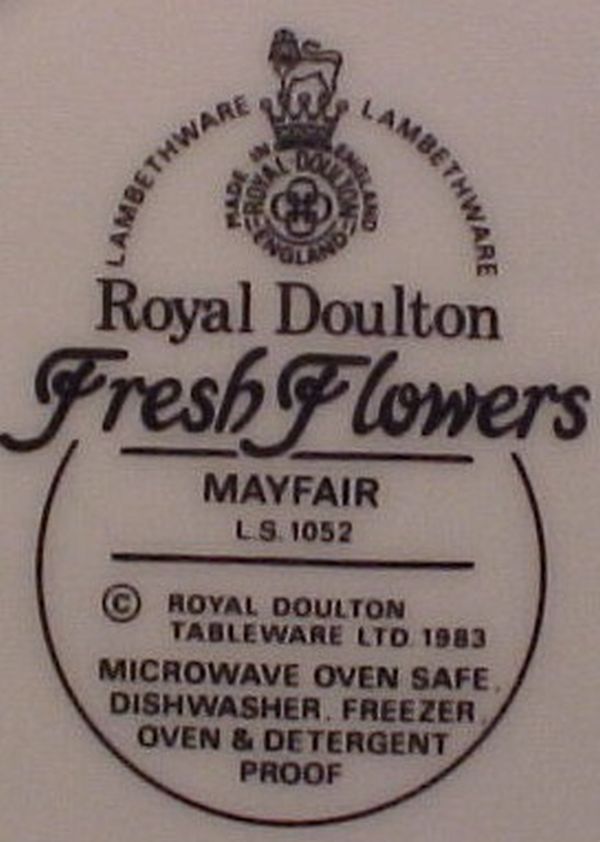 LAMBETHWARE LAMBETHWARE
MADE IN ENGLAND
ROYAL DOULTON
ENGLAND
Royal Doulton
Fresh Flowers
MAYFAIR
L.S. 1052
© ROYAL DOULTON
TABLEWARE LTD. 1983
MICROWAVE OVEN SAFE,
DISHWASHER, FREEZER,
OVEN & DETERGENT
PROOF